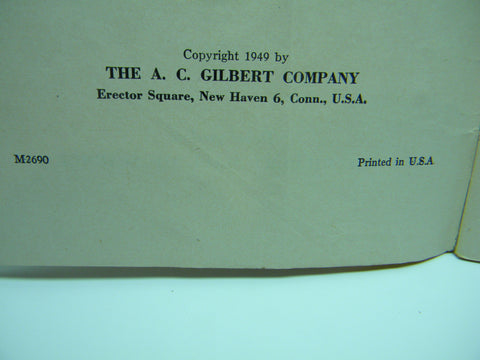 Copyright 1949 by
THE A. C. GILBERT COMPANY
Erector Square, New Haven 6, Conn., U.S.A.
M2690
Printed in U.S.A